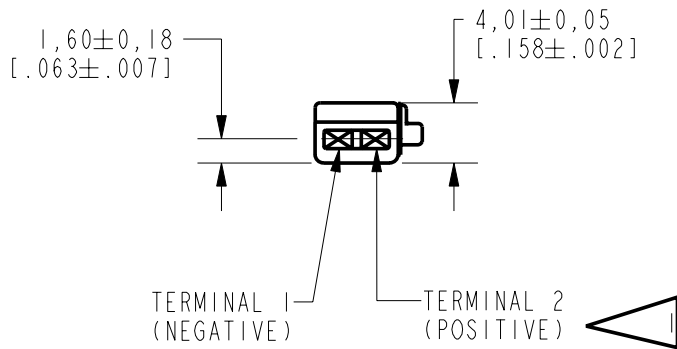 1,60±0,18
[.063±.007]
4,01±0,05
[.158±.002]
TERMINAL 1
(NEGATIVE)
TERMINAL 2
(POSITIVE)
1